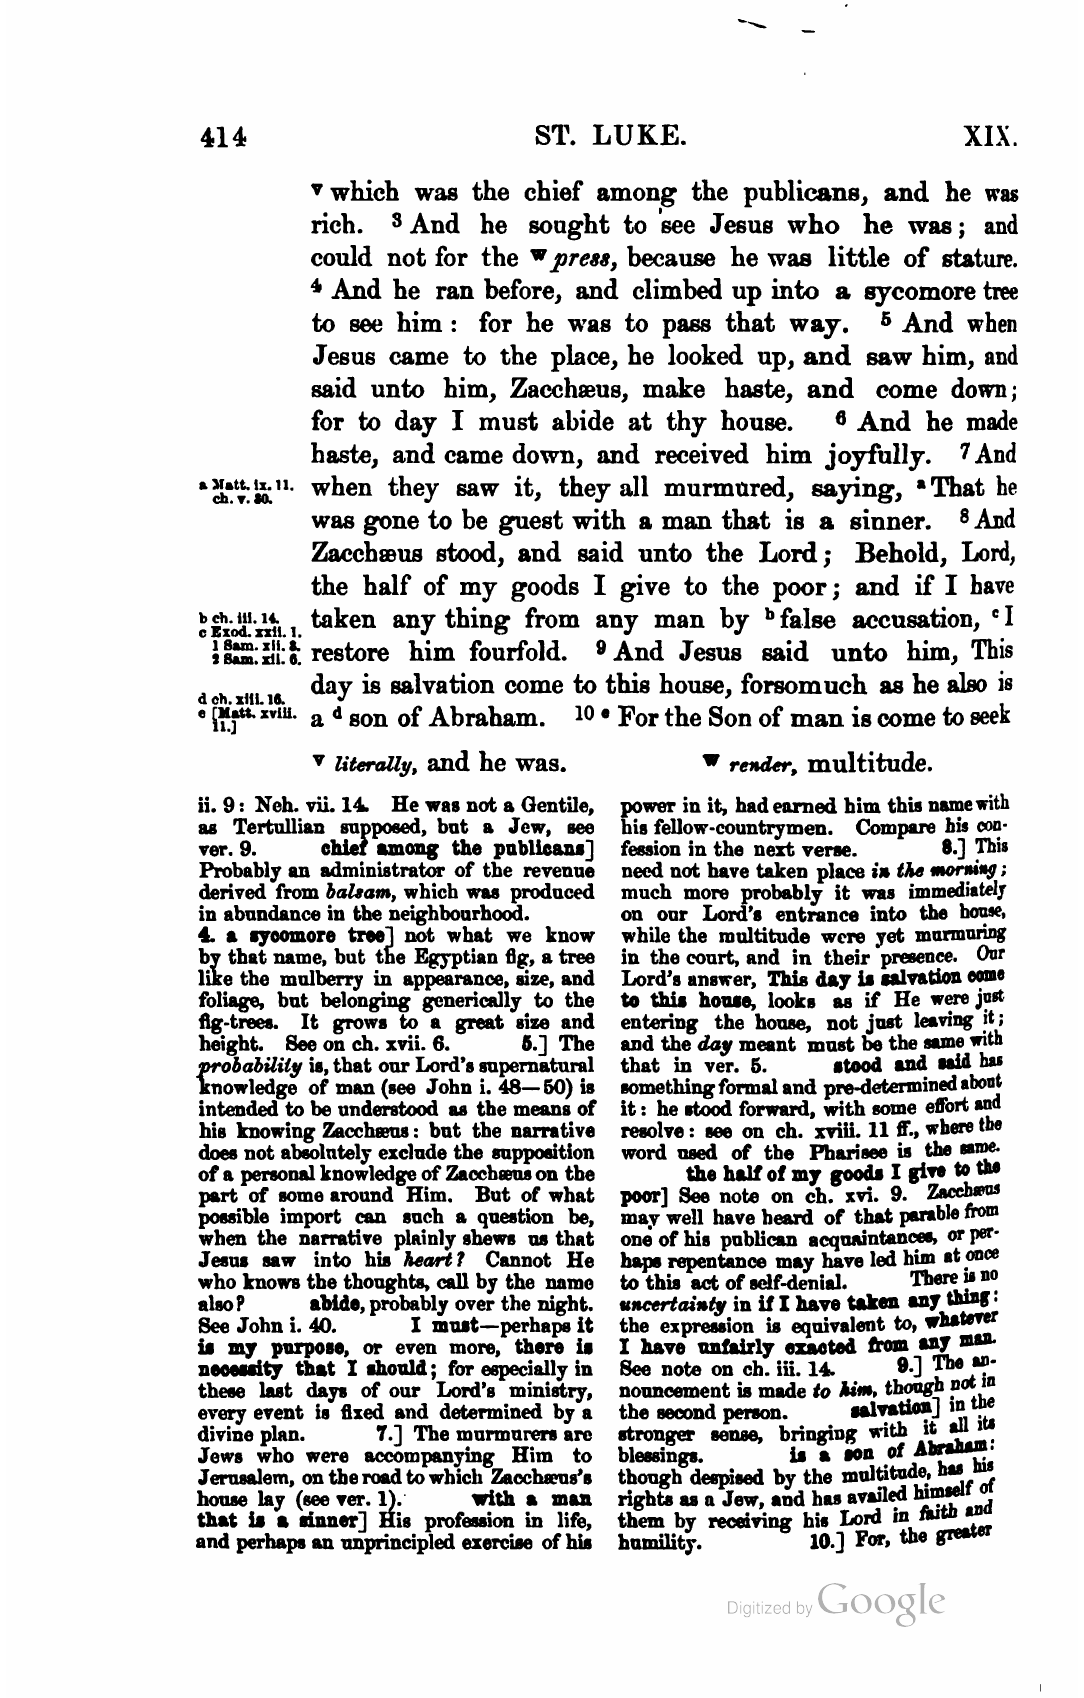 414 ST. LUKE. XIX.
ᵛ which was the chief among the publicans, and he was
rich. ³ And he sought to see Jesus who he was; and
could not for the ʷ press, because he was little of stature.
⁴ And he ran before, and climbed up into a sycomore tree
to see him : for he was to pass that way. ⁵ And when
Jesus came to the place, he looked up, and saw him, and
said unto him, Zacchæus, make haste, and come down;
for to day I must abide at thy house. ⁶ And he made
haste, and came down, and received him joyfully. ⁷ And
a Matt. ix. 11.
ch. v. 30.
when they saw it, they all murmured, saying, ᵃ That he
was gone to be guest with a man that is a sinner. ⁸ And
Zacchæus stood, and said unto the Lord; Behold, Lord,
the half of my goods I give to the poor; and if I have
b ch. iii. 14.
c Exod. xxii. 1.
1 Sam. xii. 3.
2 Sam. xii. 6.
taken any thing from any man by ᵇ false accusation, ᶜ I
restore him fourfold. ⁹ And Jesus said unto him, This
day is salvation come to this house, forsomuch as he also is
d ch. xiii. 16.
e [Matt. xviii.
11.]
a ᵈ son of Abraham. ¹⁰ ᵉ For the Son of man is come to seek
ᵛ literally, and he was. ʷ render, multitude.
ii. 9: Neh. vii. 14. He was not a Gentile,
as Tertullian supposed, but a Jew, see
ver. 9. chief among the publicans]
Probably an administrator of the revenue
derived from balsam, which was produced
in abundance in the neighbourhood.
4. a sycomore tree] not what we know
by that name, but the Egyptian fig, a tree
like the mulberry in appearance, size, and
foliage, but belonging generically to the
fig-trees. It grows to a great size and
height. See on ch. xvii. 6. 5.] The
probability is, that our Lord's supernatural
knowledge of man (see John i. 48—50) is
intended to be understood as the means of
his knowing Zacchæus: but the narrative
does not absolutely exclude the supposition
of a personal knowledge of Zacchæus on the
part of some around Him. But of what
possible import can such a question be,
when the narrative plainly shews us that
Jesus saw into his heart? Cannot He
who knows the thoughts, call by the name
also? abide, probably over the night.
See John i. 40. I must—perhaps it
is my purpose, or even more, there is
necessity that I should; for especially in
these last days of our Lord's ministry,
every event is fixed and determined by a
divine plan. 7.] The murmurers are
Jews who were accompanying Him to
Jerusalem, on the road to which Zacchæus's
house lay (see ver. 1). with a man
that is a sinner] His profession in life,
and perhaps an unprincipled exercise of his
power in it, had earned him this name with
his fellow-countrymen. Compare his con-
fession in the next verse. 8.] This
need not have taken place in the morning;
much more probably it was immediately
on our Lord's entrance into the house,
while the multitude were yet murmuring
in the court, and in their presence. Our
Lord's answer, This day is salvation come
to this house, looks as if He were just
entering the house, not just leaving it;
and the day meant must be the same with
that in ver. 5. stood and said has
something formal and pre-determined about
it: he stood forward, with some effort and
resolve: see on ch. xviii. 11 ff., where the
word used of the Pharisee is the same.
the half of my goods I give to the
poor] See note on ch. xvi. 9. Zacchæus
may well have heard of that parable from
one of his publican acquaintances, or per-
haps repentance may have led him at once
to this act of self-denial. There is no
uncertainty in if I have taken any thing:
the expression is equivalent to, whatever
I have unfairly exacted from any man.
See note on ch. iii. 14. 9.] The an-
nouncement is made to him, though not in
the second person. salvation] in the
stronger sense, bringing with it all its
blessings. is a son of Abraham:
though despised by the multitude, has his
rights as a Jew, and has availed himself of
them by receiving his Lord in faith and
humility. 10.] For, the greater
Digitized by Google